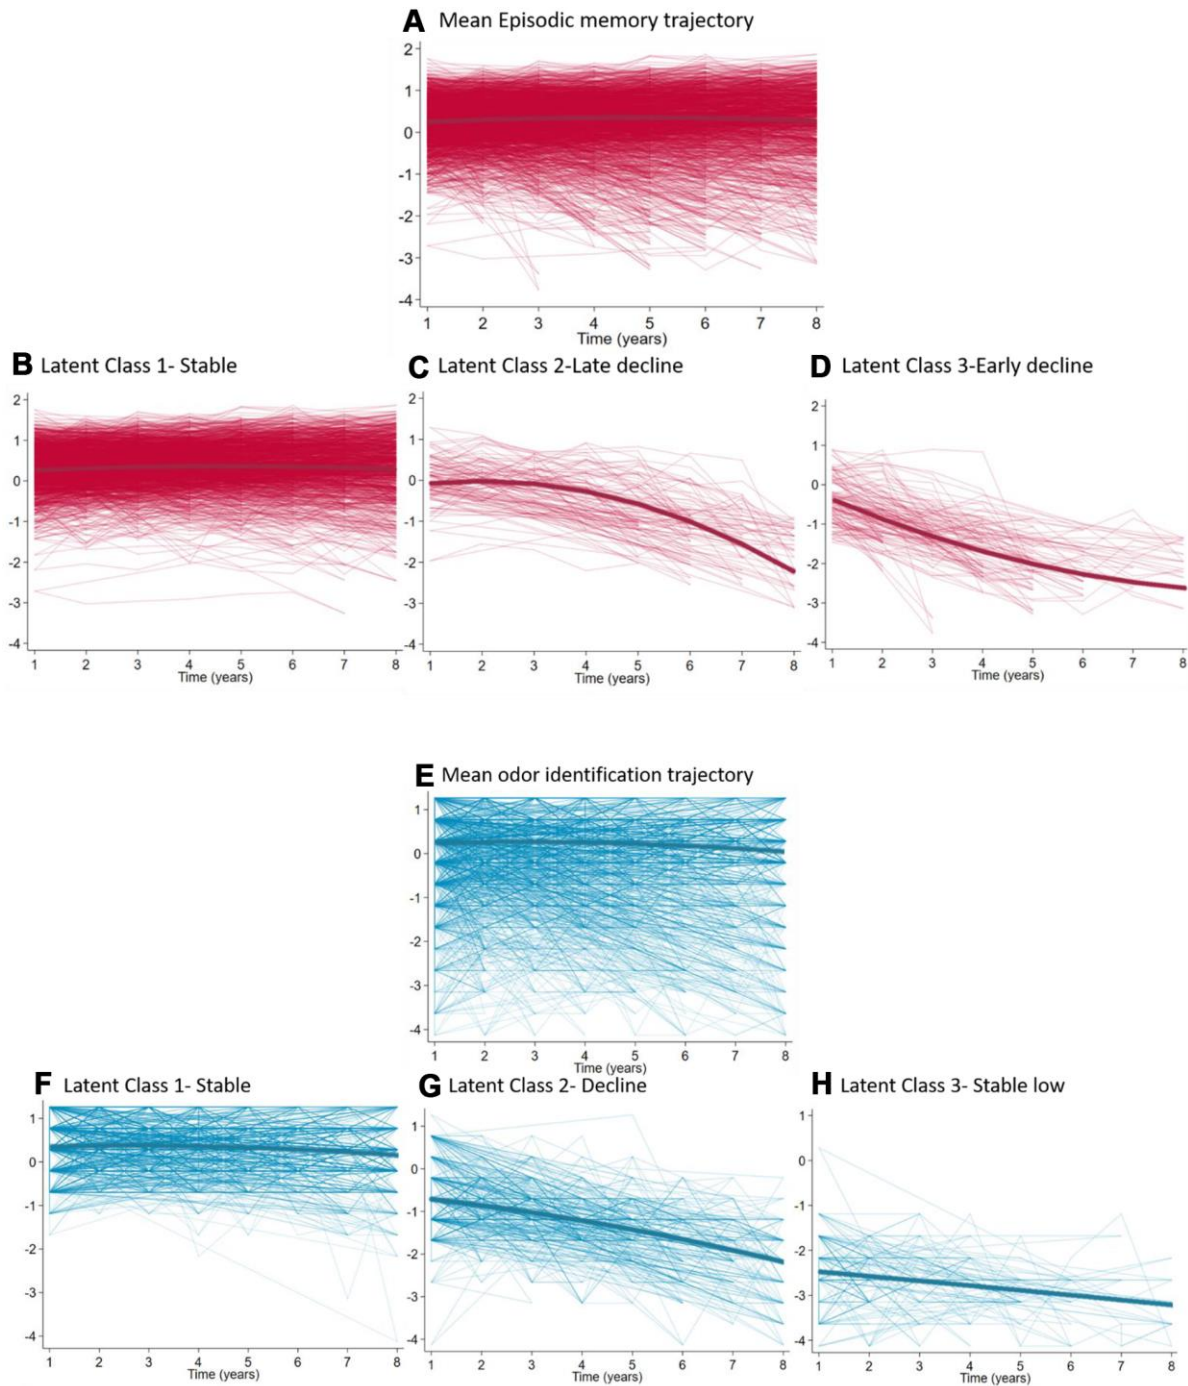 A Mean Episodic memory trajectory
2
1
0
-1
-2
-3
-4
1 2 3 4 5 6 7 8
Time (years)
B Latent Class 1- Stable
2
1
0
-1
-2
-3
-4
1 2 3 4 5 6 7 8
Time (years)
C Latent Class 2-Late decline
2
1
0
-1
-2
-3
-4
1 2 3 4 5 6 7 8
Time (years)
D Latent Class 3-Early decline
2
1
0
-1
-2
-3
-4
1 2 3 4 5 6 7 8
Time (years)
E Mean odor identification trajectory
1
0
-1
-2
-3
-4
1 2 3 4 5 6 7 8
Time (years)
F Latent Class 1- Stable
1
0
-1
-2
-3
-4
1 2 3 4 5 6 7 8
Time (years)
G Latent Class 2- Decline
1
0
-1
-2
-3
-4
1 2 3 4 5 6 7 8
Time (years)
H Latent Class 3- Stable low
1
0
-1
-2
-3
-4
1 2 3 4 5 6 7 8
Time (years)